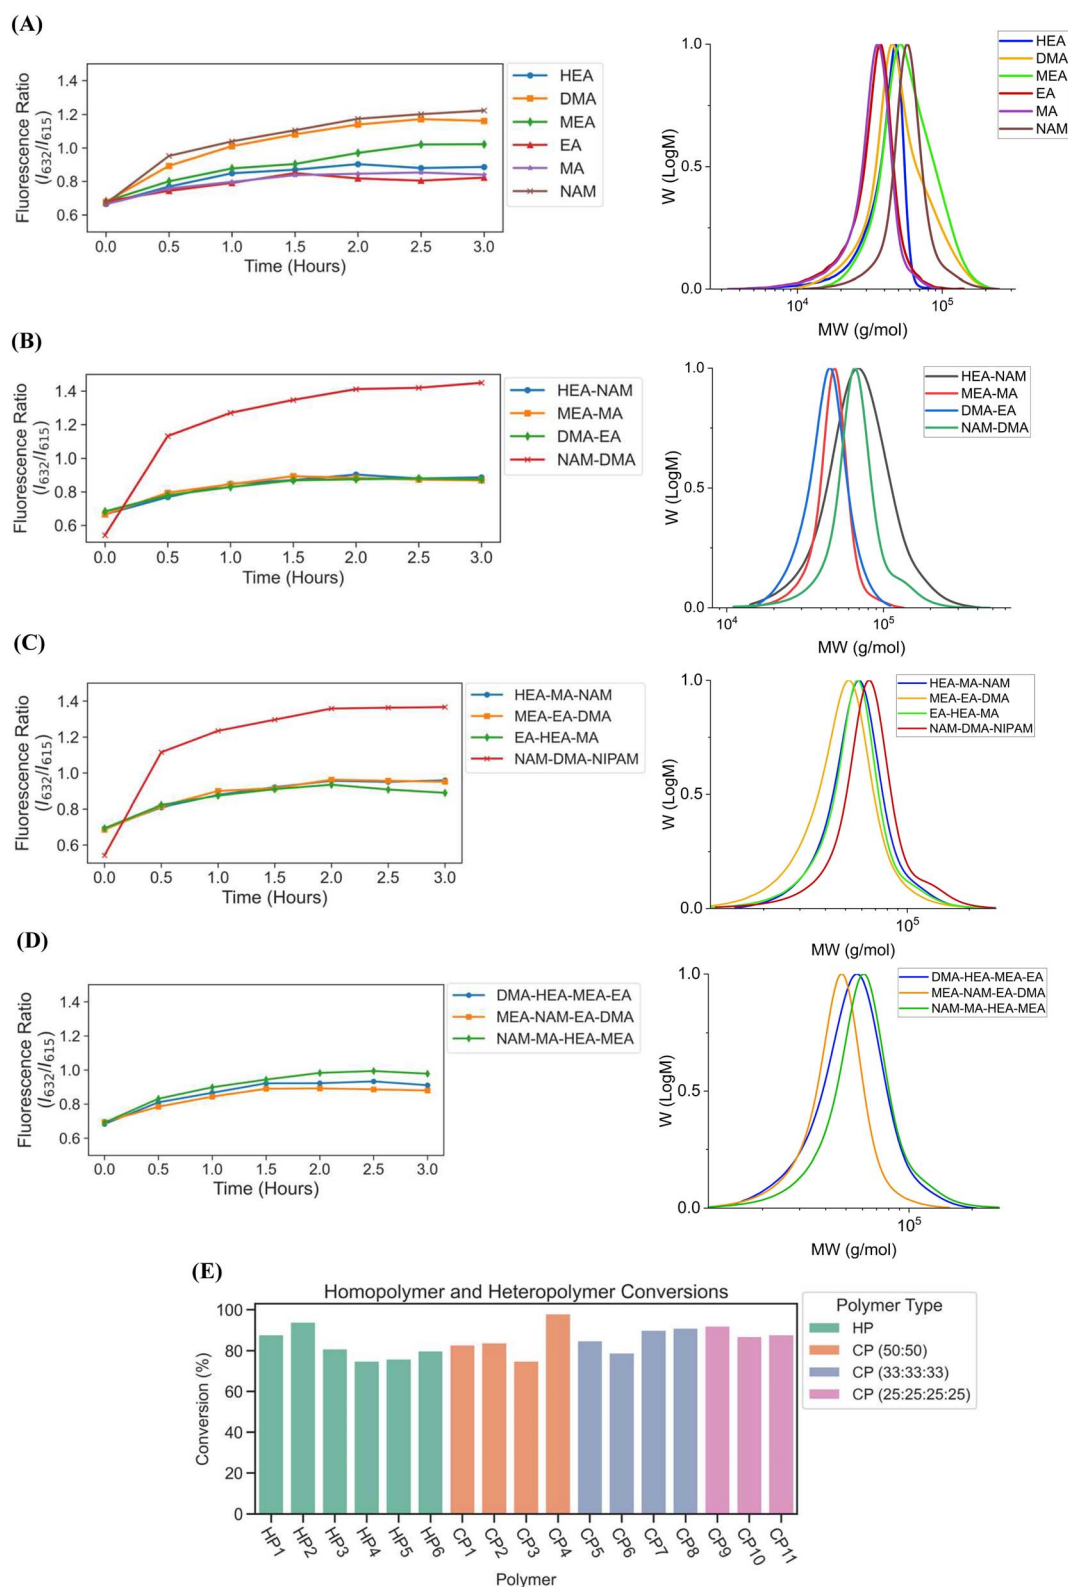 (A)
Fluorescence Ratio
(I632/I615)
1.4
1.2
1.0
0.8
0.6
0.0 0.5 1.0 1.5 2.0 2.5 3.0
Time (Hours)
HEA
DMA
MEA
EA
MA
NAM
W (LogM)
1.0
0.5
0.0
10^4 10^5
MW (g/mol)
HEA
DMA
MEA
EA
MA
NAM
(B)
Fluorescence Ratio
(I632/I615)
1.4
1.2
1.0
0.8
0.6
0.0 0.5 1.0 1.5 2.0 2.5 3.0
Time (Hours)
HEA-NAM
MEA-MA
DMA-EA
NAM-DMA
W (LogM)
1.0
0.5
0.0
10^4 10^5
MW (g/mol)
HEA-NAM
MEA-MA
DMA-EA
NAM-DMA
(C)
Fluorescence Ratio
(I632/I615)
1.4
1.2
1.0
0.8
0.6
0.0 0.5 1.0 1.5 2.0 2.5 3.0
Time (Hours)
HEA-MA-NAM
MEA-EA-DMA
EA-HEA-MA
NAM-DMA-NIPAM
W (LogM)
1.0
0.5
0.0
10^5
MW (g/mol)
HEA-MA-NAM
MEA-EA-DMA
EA-HEA-MA
NAM-DMA-NIPAM
(D)
Fluorescence Ratio
(I632/I615)
1.4
1.2
1.0
0.8
0.6
0.0 0.5 1.0 1.5 2.0 2.5 3.0
Time (Hours)
DMA-HEA-MEA-EA
MEA-NAM-EA-DMA
NAM-MA-HEA-MEA
W (LogM)
1.0
0.5
0.0
10^5
MW (g/mol)
DMA-HEA-MEA-EA
MEA-NAM-EA-DMA
NAM-MA-HEA-MEA
(E)
Homopolymer and Heteropolymer Conversions
Conversion (%)
100
80
60
40
20
0
HP1 HP2 HP3 HP4 HP5 HP6 CP1 CP2 CP3 CP4 CP5 CP6 CP7 CP8 CP9 CP10 CP11
Polymer
Polymer Type
HP
CP (50:50)
CP (33:33:33)
CP (25:25:25:25)